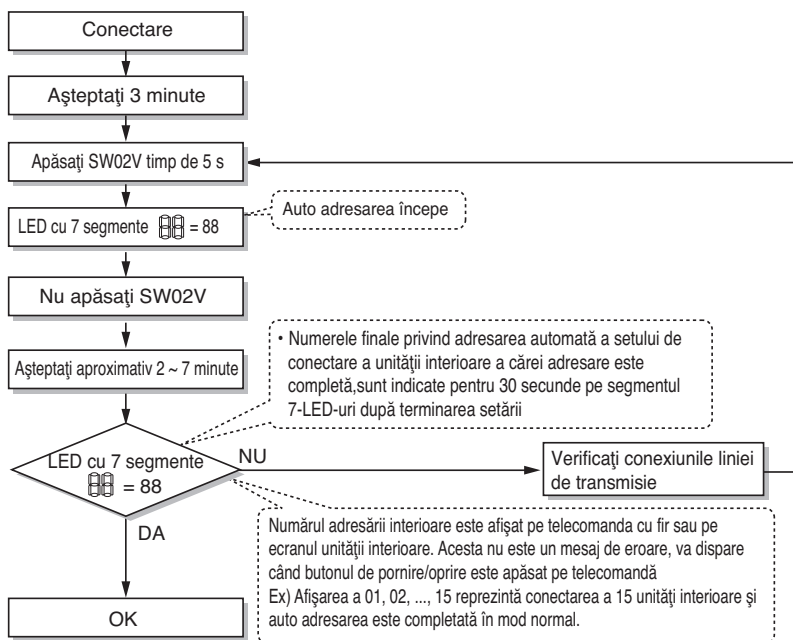 Conectare
Aşteptaţi 3 minute
Apăsaţi SW02V timp de 5 s
LED cu 7 segmente 88 = 88
Auto adresarea începe
Nu apăsaţi SW02V
Aşteptaţi aproximativ 2 ~ 7 minute
• Numerele finale privind adresarea automată a setului de
conectare a unităţii interioare a cărei adresare este
completă,sunt indicate pentru 30 secunde pe segmentul
7-LED-uri după terminarea setării
LED cu 7 segmente
88 = 88
NU
Verificaţi conexiunile liniei
de transmisie
DA
Numărul adresării interioare este afişat pe telecomanda cu fir sau pe
ecranul unităţii interioare. Acesta nu este un mesaj de eroare, va dispare
când butonul de pornire/oprire este apăsat pe telecomandă
Ex) Afişarea a 01, 02, ..., 15 reprezintă conectarea a 15 unităţi interioare şi
auto adresarea este completată în mod normal.
OK